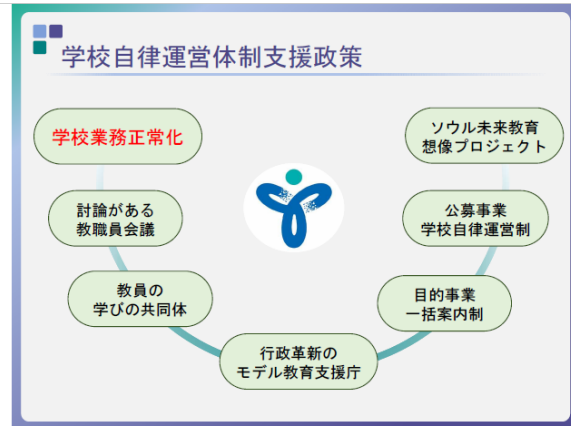 学校自律運営体制支援政策
学校業務正常化
討論がある
教職員会議
教員の
学びの共同体
行政革新の
モデル教育支援庁
目的事業
一括案内制
公募事業
学校自律運営制
ソウル未来教育
想像プロジェクト